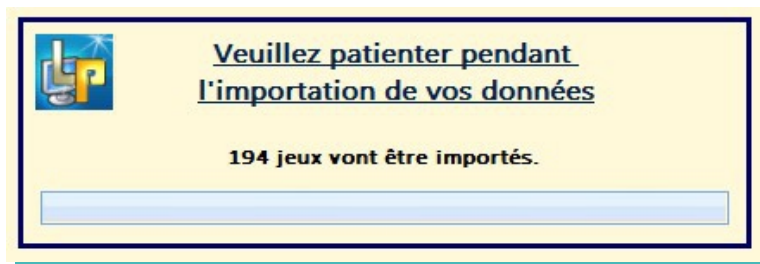 Veuillez patienter pendant
l'importation de vos données
194 jeux vont être importés.